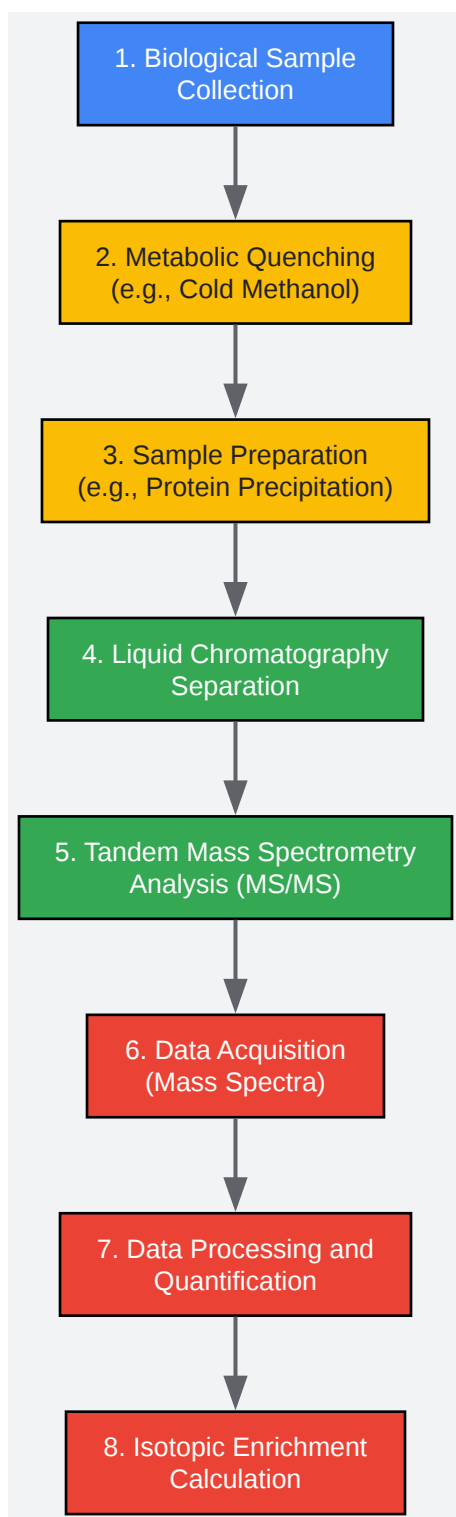 1. Biological Sample
Collection
2. Metabolic Quenching
(e.g., Cold Methanol)
3. Sample Preparation
(e.g., Protein Precipitation)
4. Liquid Chromatography
Separation
5. Tandem Mass Spectrometry
Analysis (MS/MS)
6. Data Acquisition
(Mass Spectra)
7. Data Processing and
Quantification
8. Isotopic Enrichment
Calculation